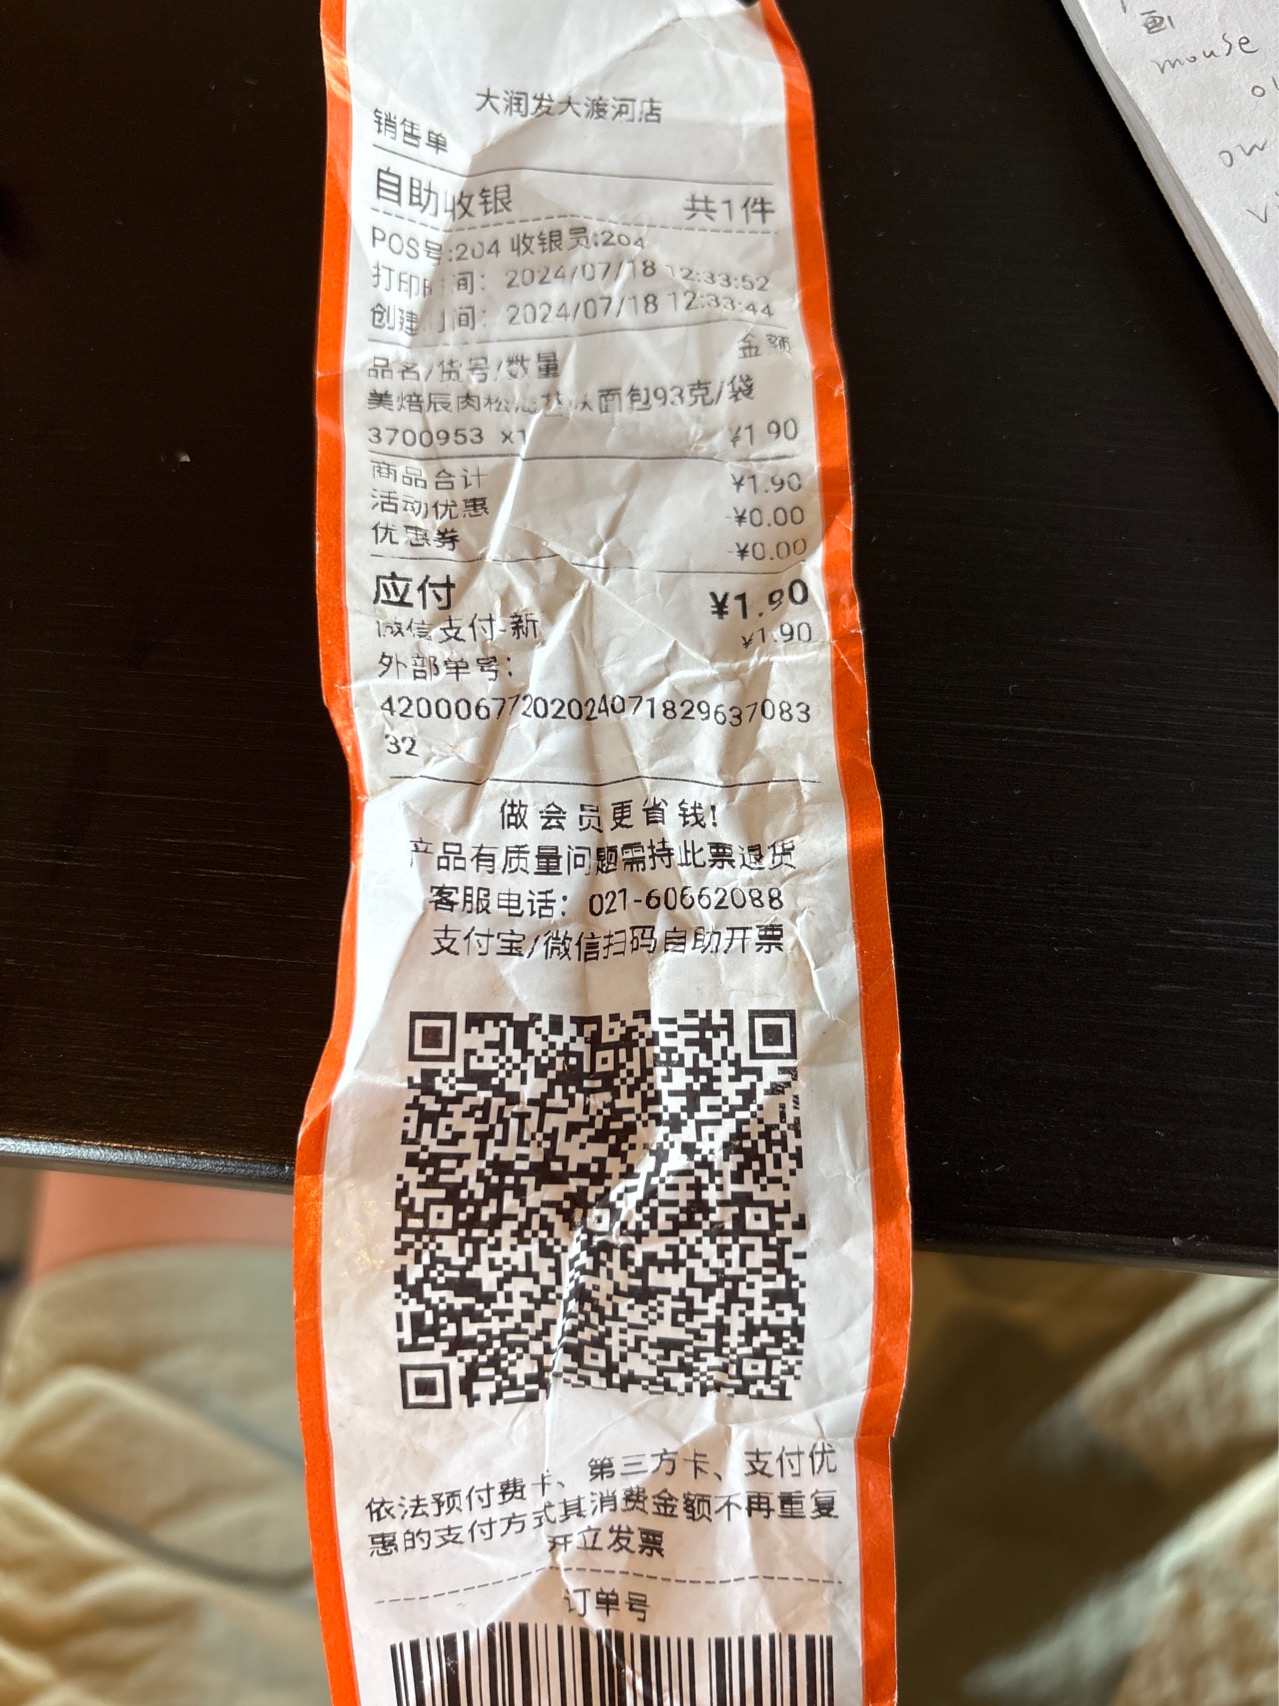 大润发大渡河店
销售单
自助收银 共1件
POS号:204 收银员:204
打印时间： 2024/07/18 12:33:52
创建时间： 2024/07/18 12:33:44
金额
品名/货号/数量
美焙辰肉松 面包93克/袋
3700953 x1 ¥1.90
商品合计 ¥1.90
活动优惠 -¥0.00
优惠券 -¥0.00
应付 ¥1.90
微信支付-新 ¥1.90
外部单号：
42000677202024071829637083
32
做会员更省钱！
产品有质量问题需持此票退货
客服电话：021-60662088
支付宝/微信扫码自助开票
依法预付费卡、第三方卡、支付优
惠的支付方式其消费金额不再重复
开立发票
订单号
画
mouse
ow